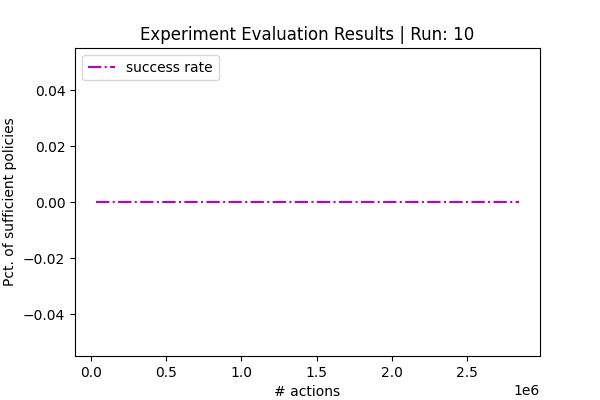 Experiment Evaluation Results | Run: 10
success rate
Pct. of sufficient policies
0.04
0.02
0.00
−0.02
−0.04
0.0 0.5 1.0 1.5 2.0 2.5
# actions
1e6